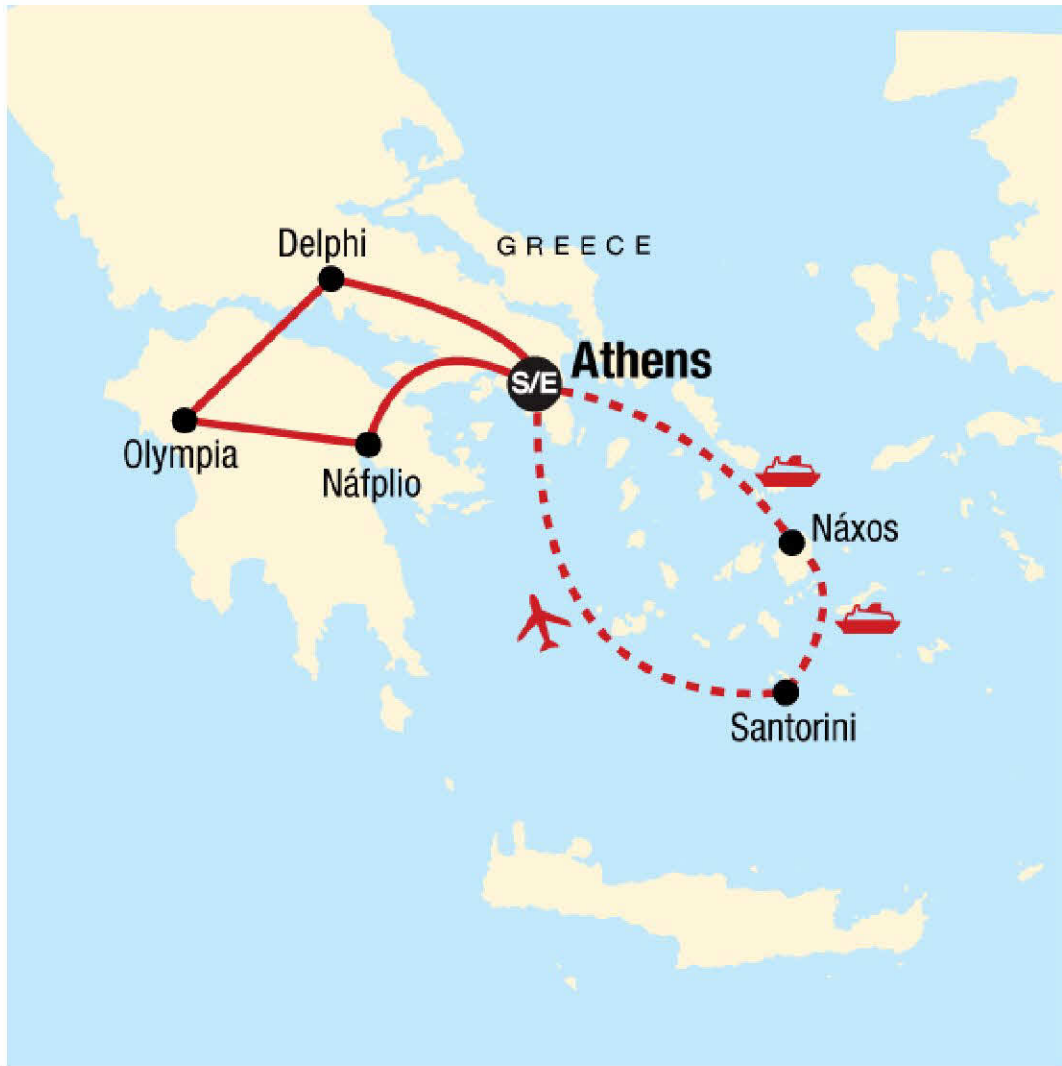 Delphi
GREECE
Athens
S/E
Olympia
Náfplio
Náxos
Santorini